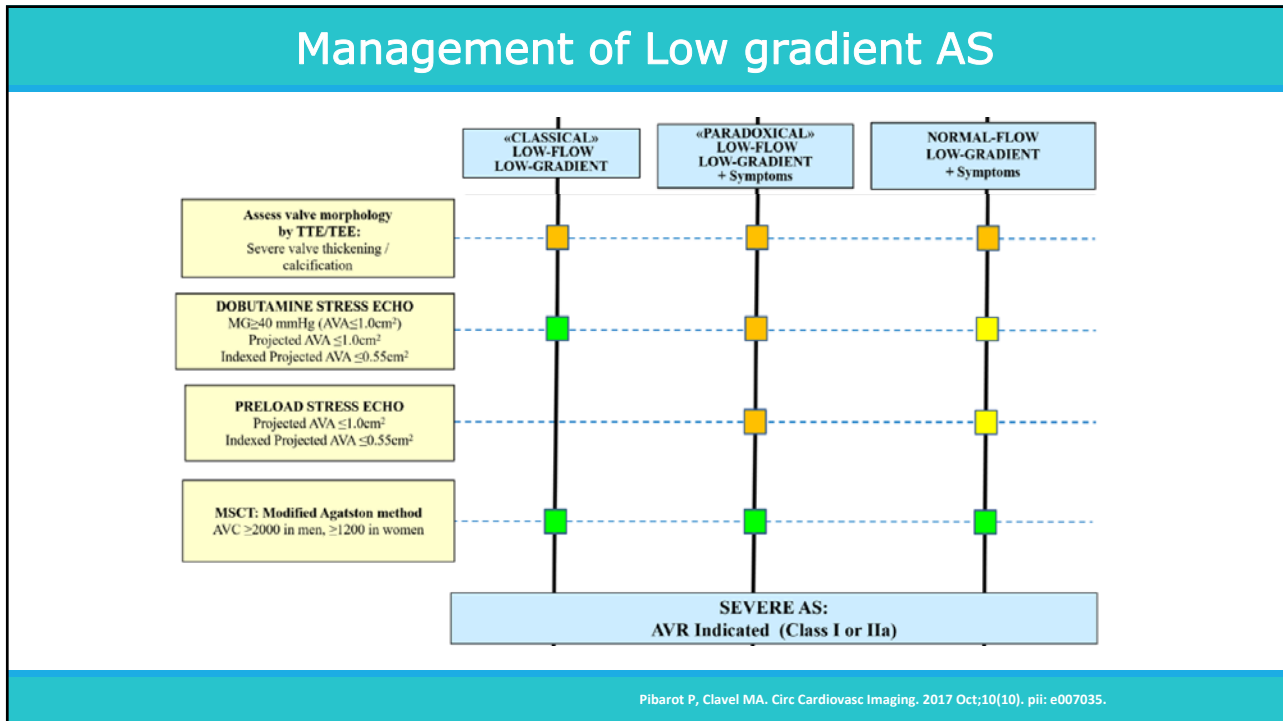 Management of Low gradient AS
«CLASSICAL»
LOW-FLOW
LOW-GRADIENT
«PARADOXICAL»
LOW-FLOW
LOW-GRADIENT
+ Symptoms
NORMAL-FLOW
LOW-GRADIENT
+ Symptoms
Assess valve morphology
by TTE/TEE:
Severe valve thickening /
calcification
DOBUTAMINE STRESS ECHO
MG≥40 mmHg (AVA≤1.0cm²)
Projected AVA ≤1.0cm²
Indexed Projected AVA ≤0.55cm²
PRELOAD STRESS ECHO
Projected AVA ≤1.0cm²
Indexed Projected AVA ≤0.55cm²
MSCT: Modified Agatston method
AVC ≥2000 in men, ≥1200 in women
SEVERE AS:
AVR Indicated (Class I or IIa)
Pibarot P, Clavel MA. Circ Cardiovasc Imaging. 2017 Oct;10(10). pii: e007035.